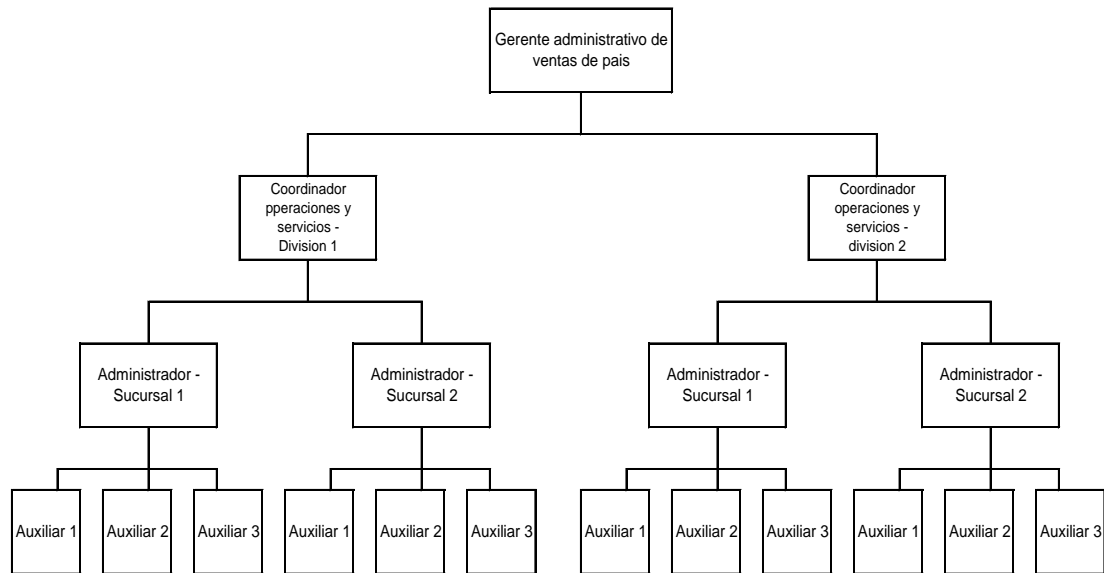 Gerente administrativo de
ventas de pais
Coordinador
pperaciones y
servicios -
Division 1
Coordinador
operaciones y
servicios -
division 2
Administrador -
Sucursal 1
Administrador -
Sucursal 2
Administrador -
Sucursal 1
Administrador -
Sucursal 2
Auxiliar 1
Auxiliar 2
Auxiliar 3
Auxiliar 1
Auxiliar 2
Auxiliar 3
Auxiliar 1
Auxiliar 2
Auxiliar 3
Auxiliar 1
Auxiliar 2
Auxiliar 3